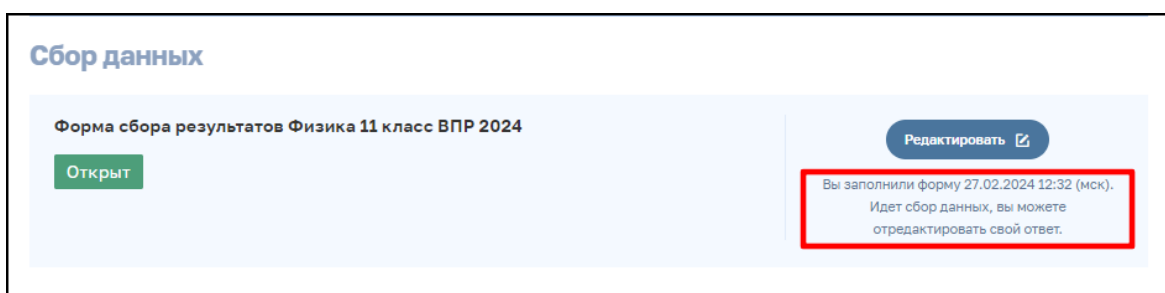 Сбор данных
Форма сбора результатов Физика 11 класс ВПР 2024
Открыт
Редактировать
Вы заполнили форму 27.02.2024 12:32 (мск).
Идет сбор данных, вы можете
отредактировать свой ответ.